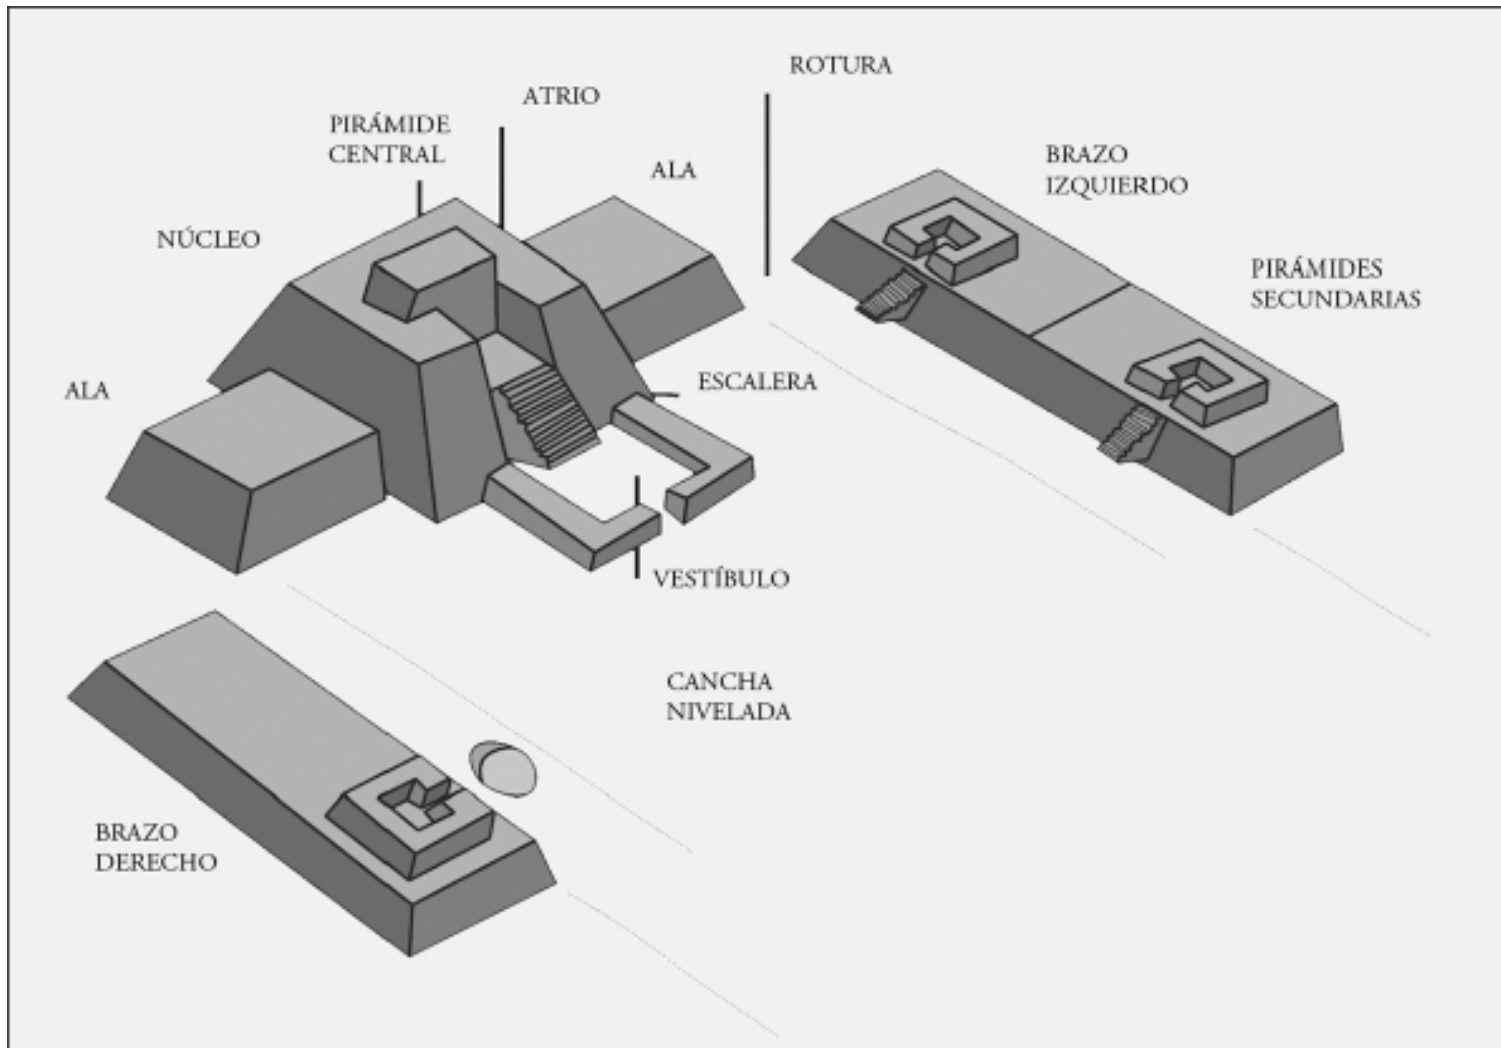 ROTURA
ATRIO
PIRÁMIDE
CENTRAL
ALA
BRAZO
IZQUIERDO
NÚCLEO
PIRÁMIDES
SECUNDARIAS
ALA
ESCALERA
VESTÍBULO
CANCHA
NIVELADA
BRAZO
DERECHO